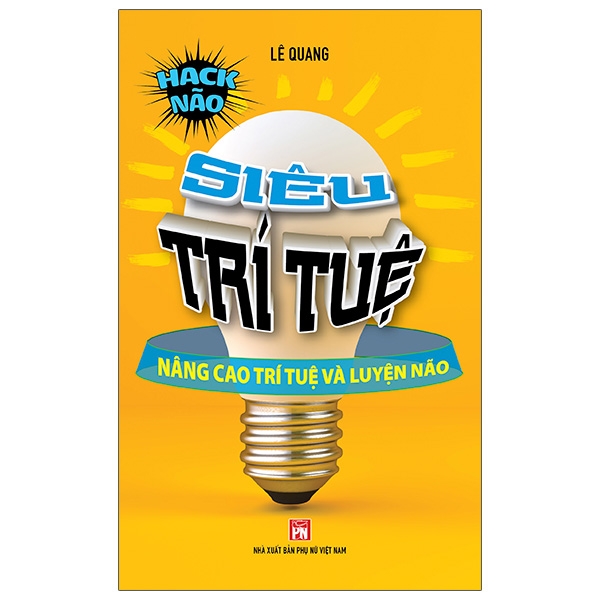 LÊ QUANG
HACK
NÃO
SIÊU
TRÍ TUỆ
NÂNG CAO TRÍ TUỆ VÀ LUYỆN NÃO
PN
NHÀ XUẤT BẢN PHỤ NỮ VIỆT NAM